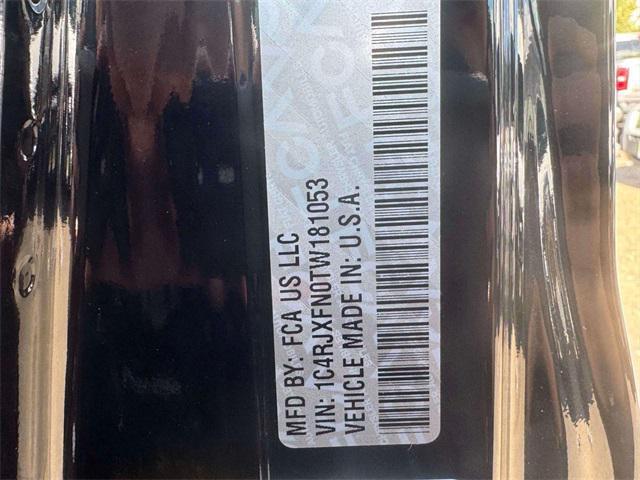 MFD BY: FCA US LLC
VIN: 1C4RJXFN0TW181053
VEHICLE MADE IN: U.S.A.